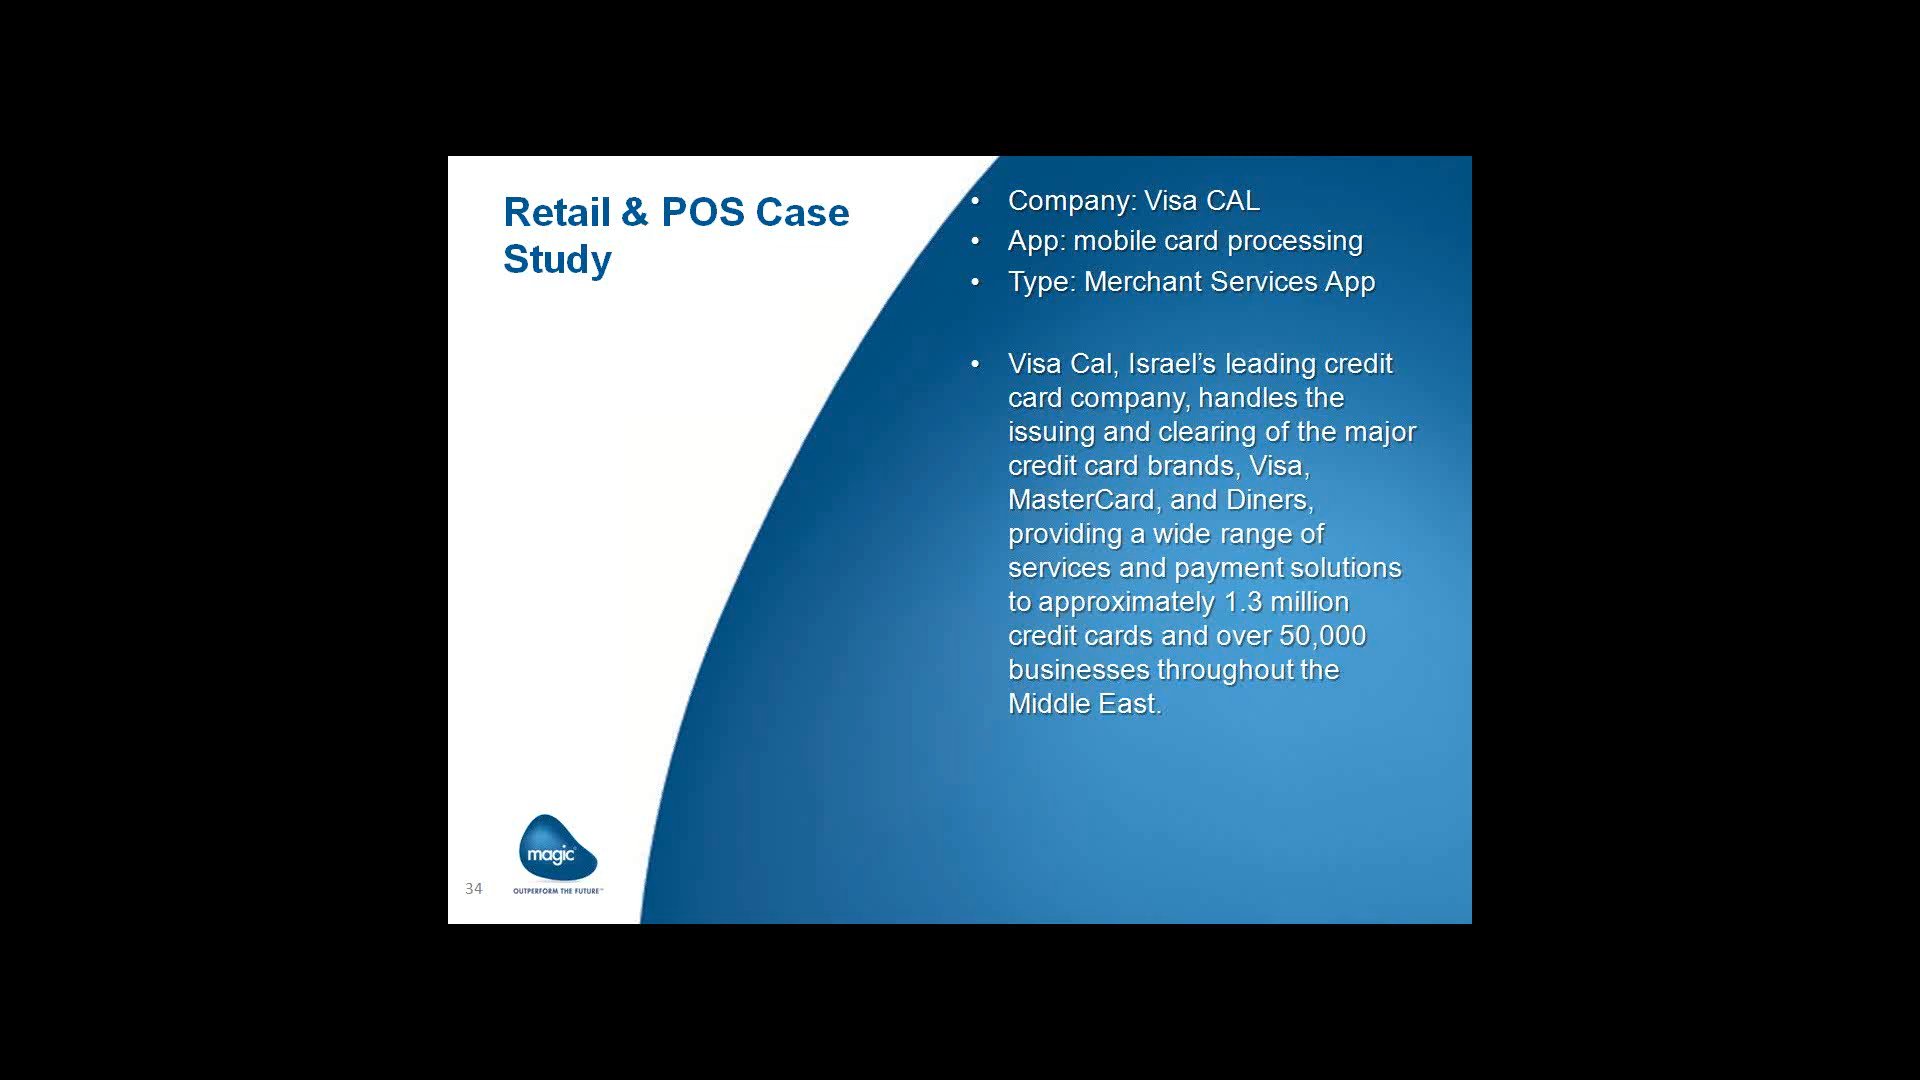 Retail & POS Case
Study
• Company: Visa CAL
• App: mobile card processing
• Type: Merchant Services App
• Visa Cal, Israel’s leading credit
card company, handles the
issuing and clearing of the major
credit card brands, Visa,
MasterCard, and Diners,
providing a wide range of
services and payment solutions
to approximately 1.3 million
credit cards and over 50,000
businesses throughout the
Middle East.
magic
OUTPERFORM THE FUTURE™
34